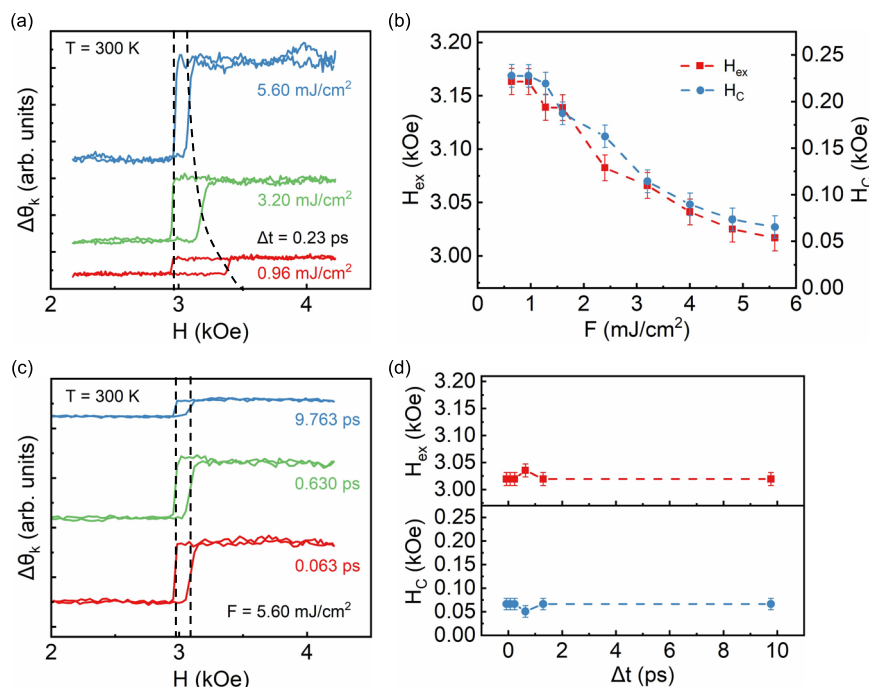 (a)
T = 300 K
5.60 mJ/cm²
3.20 mJ/cm²
Δt = 0.23 ps
0.96 mJ/cm²
Δθk (arb. units)
2 3 4
H (kOe)
(b)
3.20
3.15
3.10
3.05
3.00
Hex (kOe)
Hex
HC
0.25
0.20
0.15
0.10
0.05
0.00
HC (kOe)
0 1 2 3 4 5 6
F (mJ/cm²)
(c)
T = 300 K
9.763 ps
0.630 ps
0.063 ps
F = 5.60 mJ/cm²
Δθk (arb. units)
2 3 4
H (kOe)
(d)
3.20
3.15
3.10
3.05
3.00
Hex (kOe)
0.25
0.20
0.15
0.10
0.05
0.00
HC (kOe)
0 2 4 6 8 10
Δt (ps)